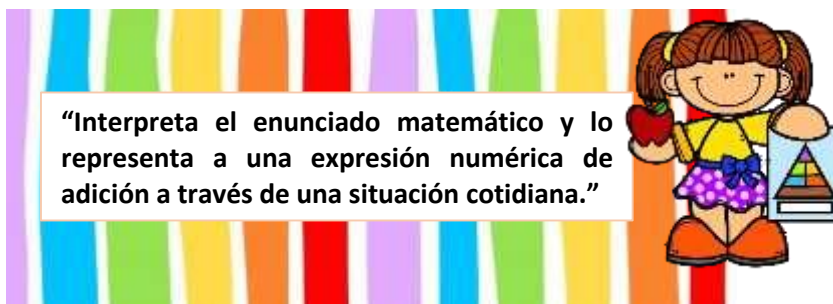 “Interpreta el enunciado matemático y lo
representa a una expresión numérica de
adición a través de una situación cotidiana.”